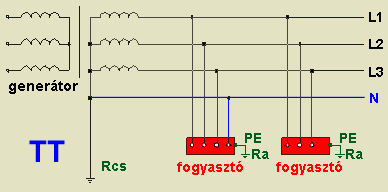 L1
L2
L3
generátor
N
TT
Rcs
PE
Ra
fogyasztó
PE
Ra
fogyasztó